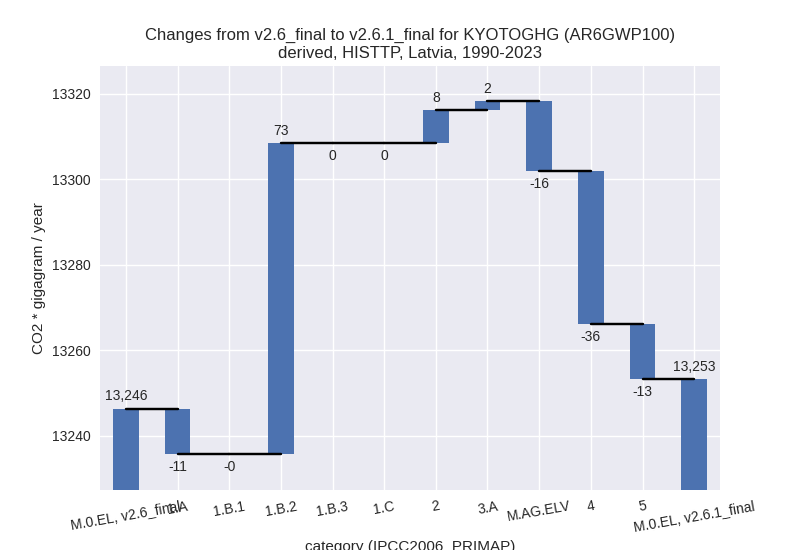 Changes from v2.6_final to v2.6.1_final for KYOTOGHG (AR6GWP100)
derived, HISTTP, Latvia, 1990-2023
CO2 * gigagram / year
13320
13300
13280
13260
13240
13,246
-11
-0
73
0
0
8
2
-16
-36
-13
13,253
M.0.EL, v2.6_final
1.A
1.B.1
1.B.2
1.B.3
1.C
2
3.A
M.AG.ELV
4
5
M.0.EL, v2.6.1_final
category (IPCC2006_PRIMAP)